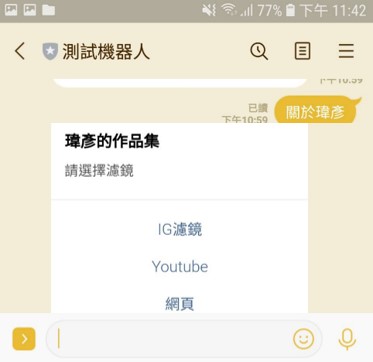 77% 下午 11:42
測試機器人
下午10:59
已讀
下午10:59
關於瑋彥
瑋彥的作品集
請選擇濾鏡
IG濾鏡
Youtube
網頁